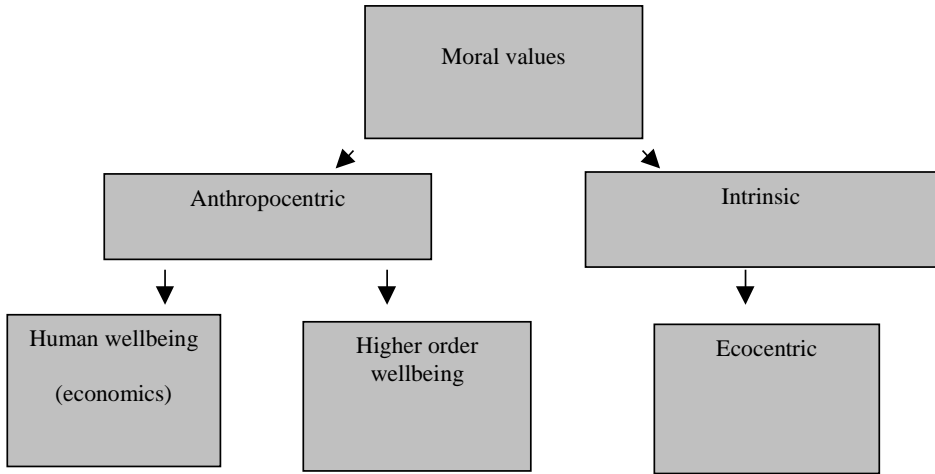 Moral values
Anthropocentric
Intrinsic
Human wellbeing
(economics)
Higher order
wellbeing
Ecocentric